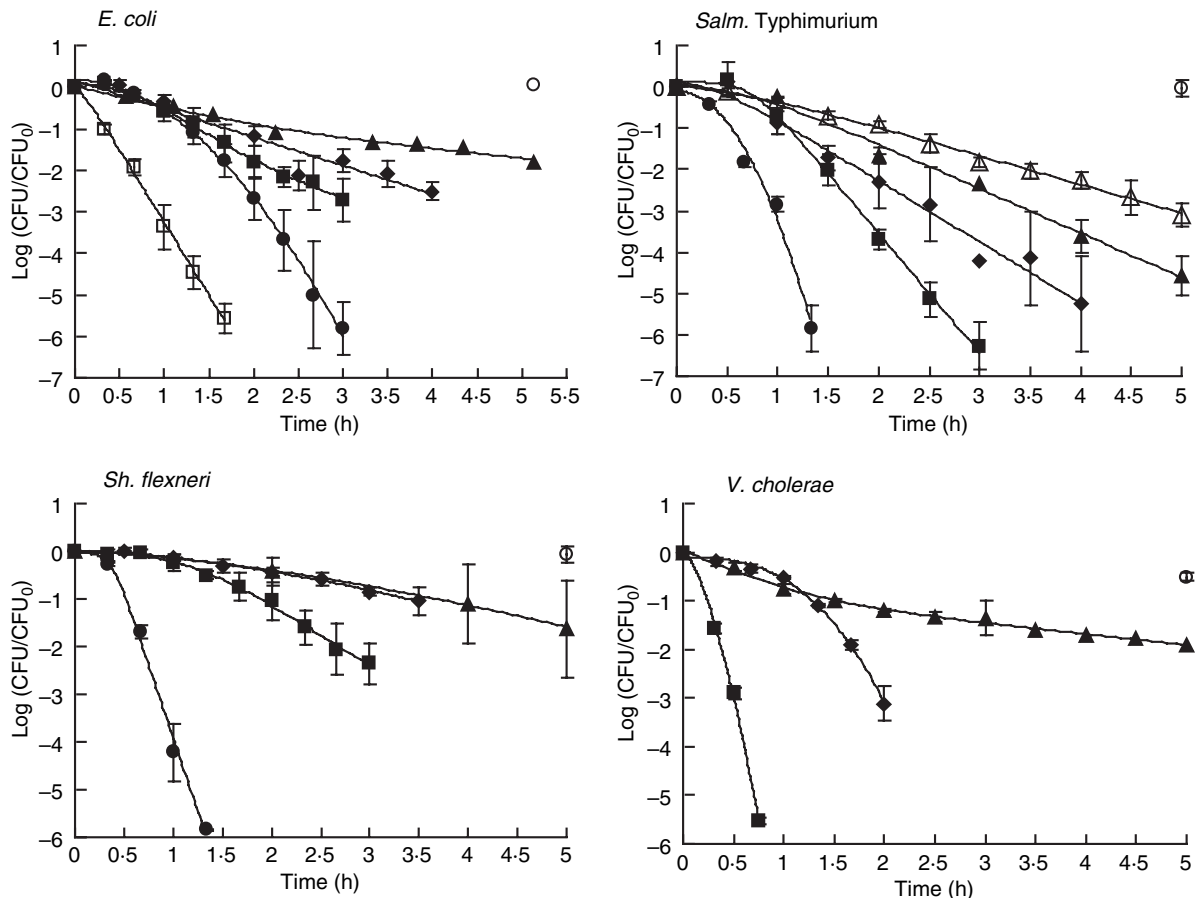 E. coli
1
0
–1
–2
–3
–4
–5
–6
–7
Log (CFU/CFU0)
0 0·5 1 1·5 2 2·5 3 3·5 4 4·5 5 5·5
Time (h)
Salm. Typhimurium
1
0
–1
–2
–3
–4
–5
–6
–7
Log (CFU/CFU0)
0 0·5 1 1·5 2 2·5 3 3·5 4 4·5 5
Time (h)
Sh. flexneri
1
0
–1
–2
–3
–4
–5
–6
Log (CFU/CFU0)
0 0·5 1 1·5 2 2·5 3 3·5 4 4·5 5
Time (h)
V. cholerae
1
0
–1
–2
–3
–4
–5
–6
Log (CFU/CFU0)
0 0·5 1 1·5 2 2·5 3 3·5 4 4·5 5
Time (h)